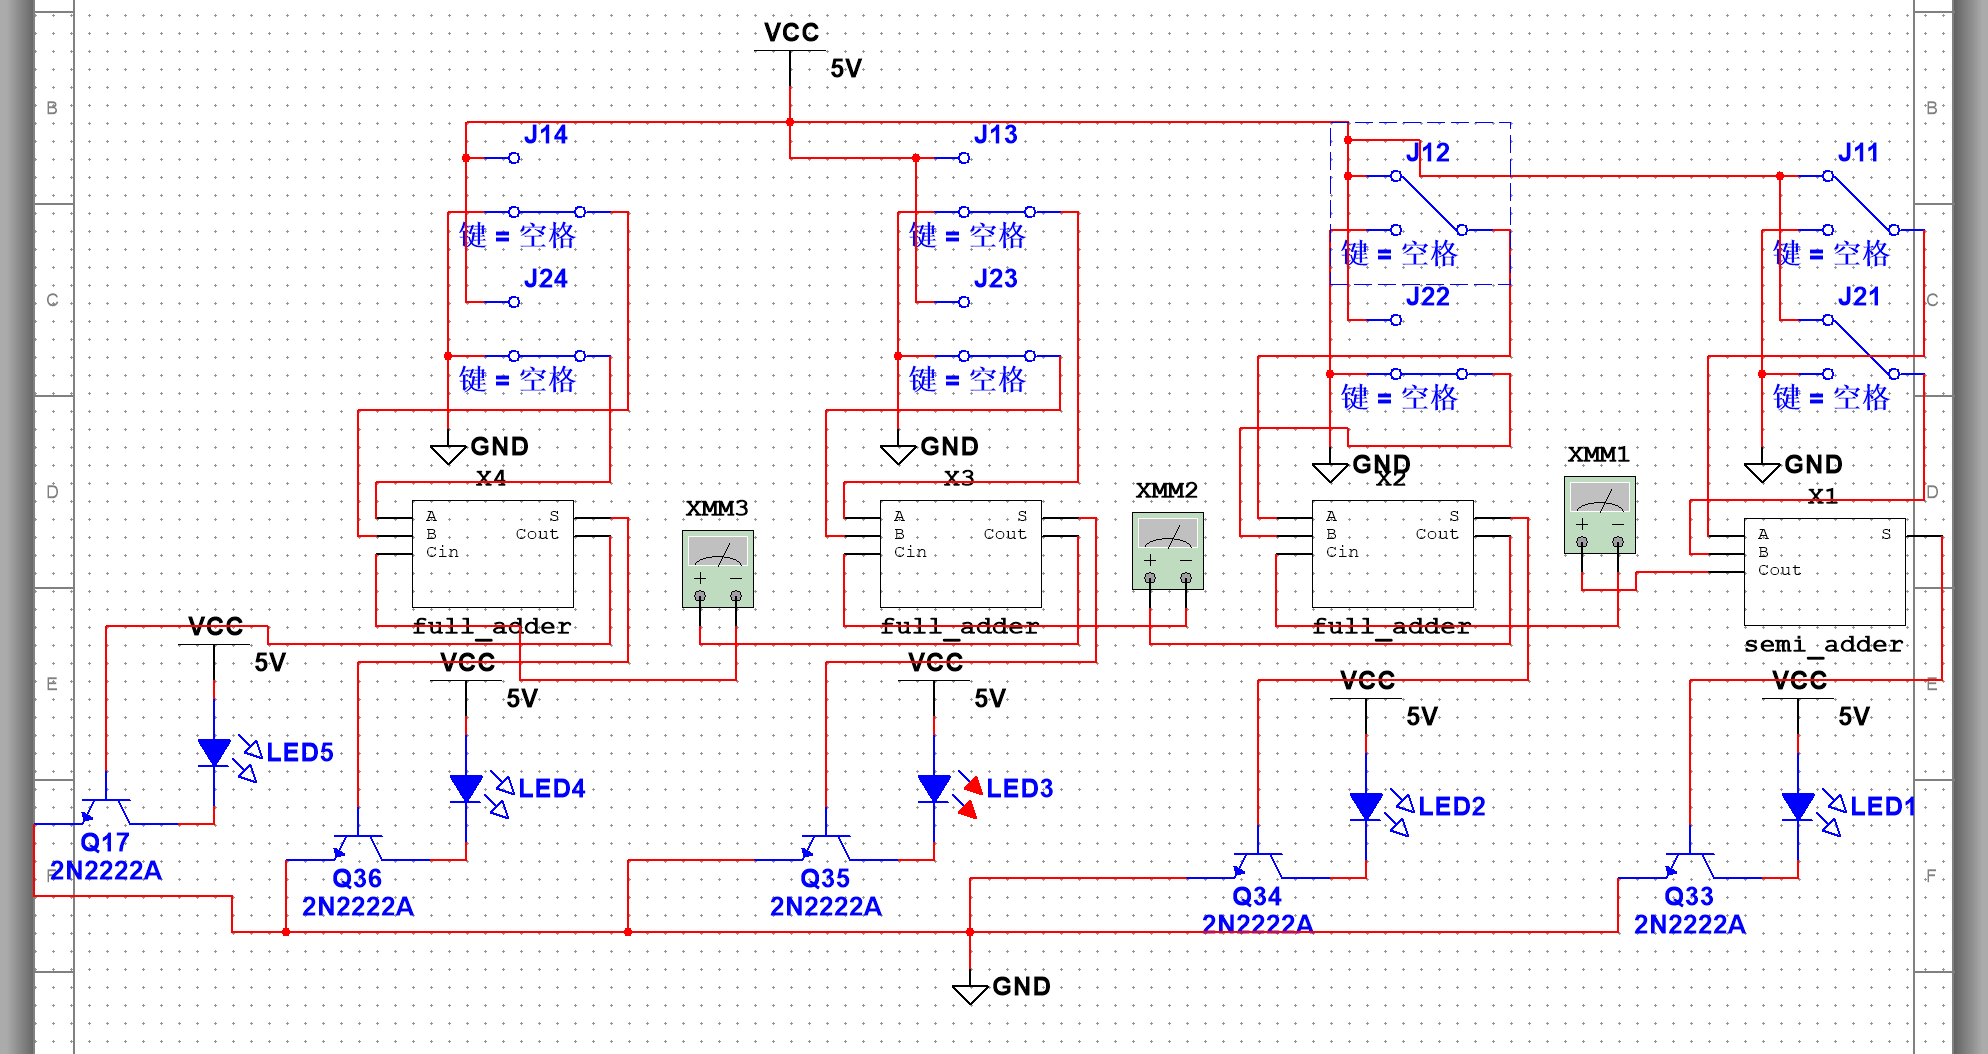 VCC
5V
B
B
J14
J13
J12
J11
键 = 空格
键 = 空格
键 = 空格
键 = 空格
C
J24
J23
J22
J21
C
键 = 空格
键 = 空格
键 = 空格
键 = 空格
GND
GND
GND
GND
D
X4
X3
X2
X1
D
XMM3
XMM2
XMM1
A
B
Cin
S
Cout
full_adder
A
B
Cin
S
Cout
full_adder
A
B
Cin
S
Cout
full_adder
A
B
Cout
S
semi_adder
E
E
VCC
5V
VCC
5V
VCC
5V
VCC
5V
VCC
5V
LED5
LED4
LED3
LED2
LED1
F
F
Q17
2N2222A
Q36
2N2222A
Q35
2N2222A
Q34
2N2222A
Q33
2N2222A
GND